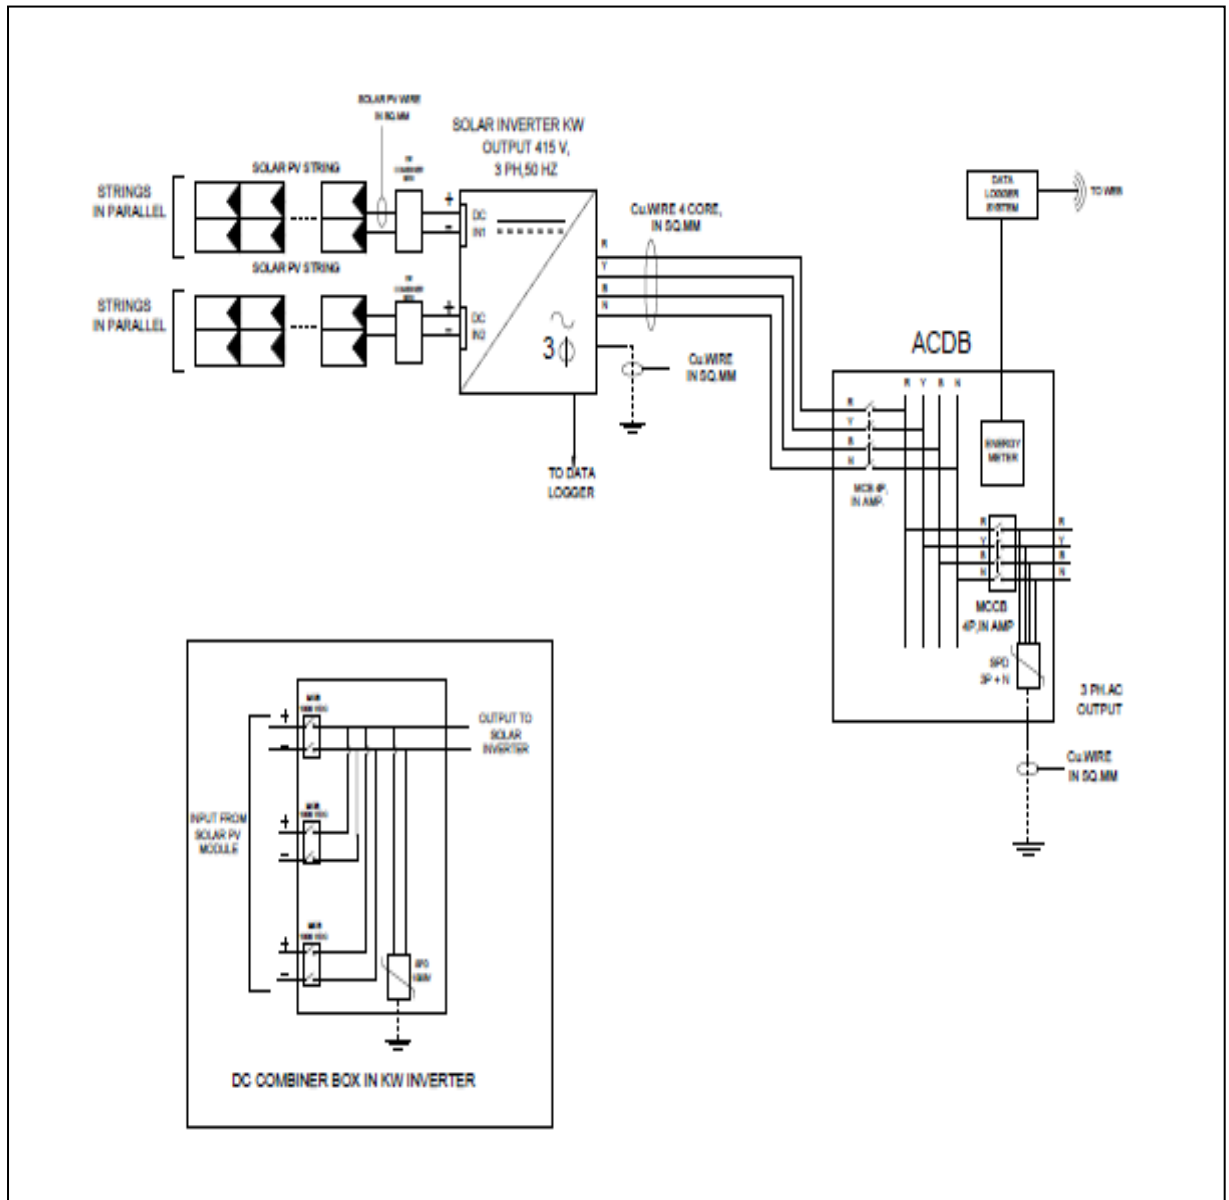 SOLAR PV WIRE
IN SQ.MM
SOLAR INVERTER KW
OUTPUT 415 V,
3 PH,50 HZ
SOLAR PV STRING
STRINGS
IN PARALLEL
+
-
DC
IN1
SOLAR PV STRING
STRINGS
IN PARALLEL
+
-
DC
IN2
3
R
Y
B
N
Cu.WIRE 4 CORE,
IN SQ.MM
Cu.WIRE
IN SQ.MM
TO DATA
LOGGER
DATA
LOGGER
SYSTEM
TO WEB
ACDB
R Y B N
R
Y
B
N
MCB 4P,
IN AMP.
ENERGY
METER
R
Y
B
N
R
Y
B
N
MCCB
4P,IN AMP
SPD
3P + N
3 PH.AC
OUTPUT
Cu.WIRE
IN SQ.MM
+
-
OUTPUT TO
SOLAR
INVERTER
INPUT FROM
SOLAR PV
MODULE
+
-
+
-
SPD
DC COMBINER BOX IN KW INVERTER